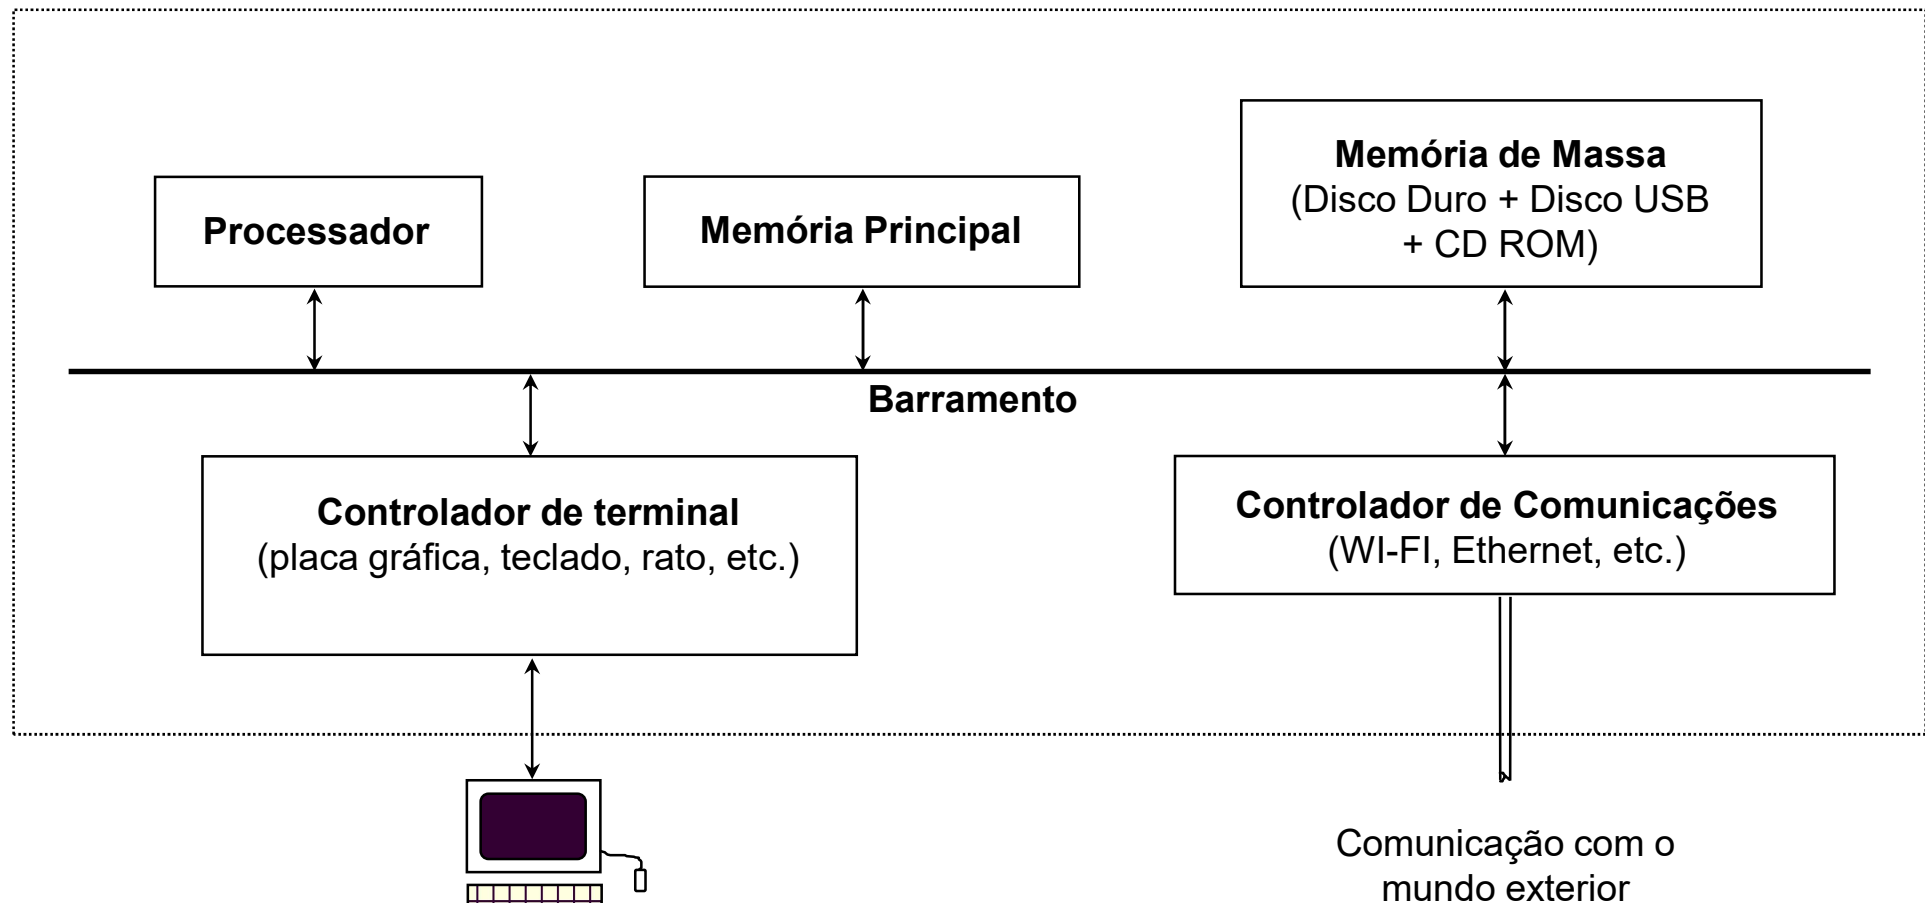 Processador
Memória Principal
Memória de Massa
(Disco Duro + Disco USB
+ CD ROM)
Barramento
Controlador de terminal
(placa gráfica, teclado, rato, etc.)
Controlador de Comunicações
(WI-FI, Ethernet, etc.)
Comunicação com o
mundo exterior